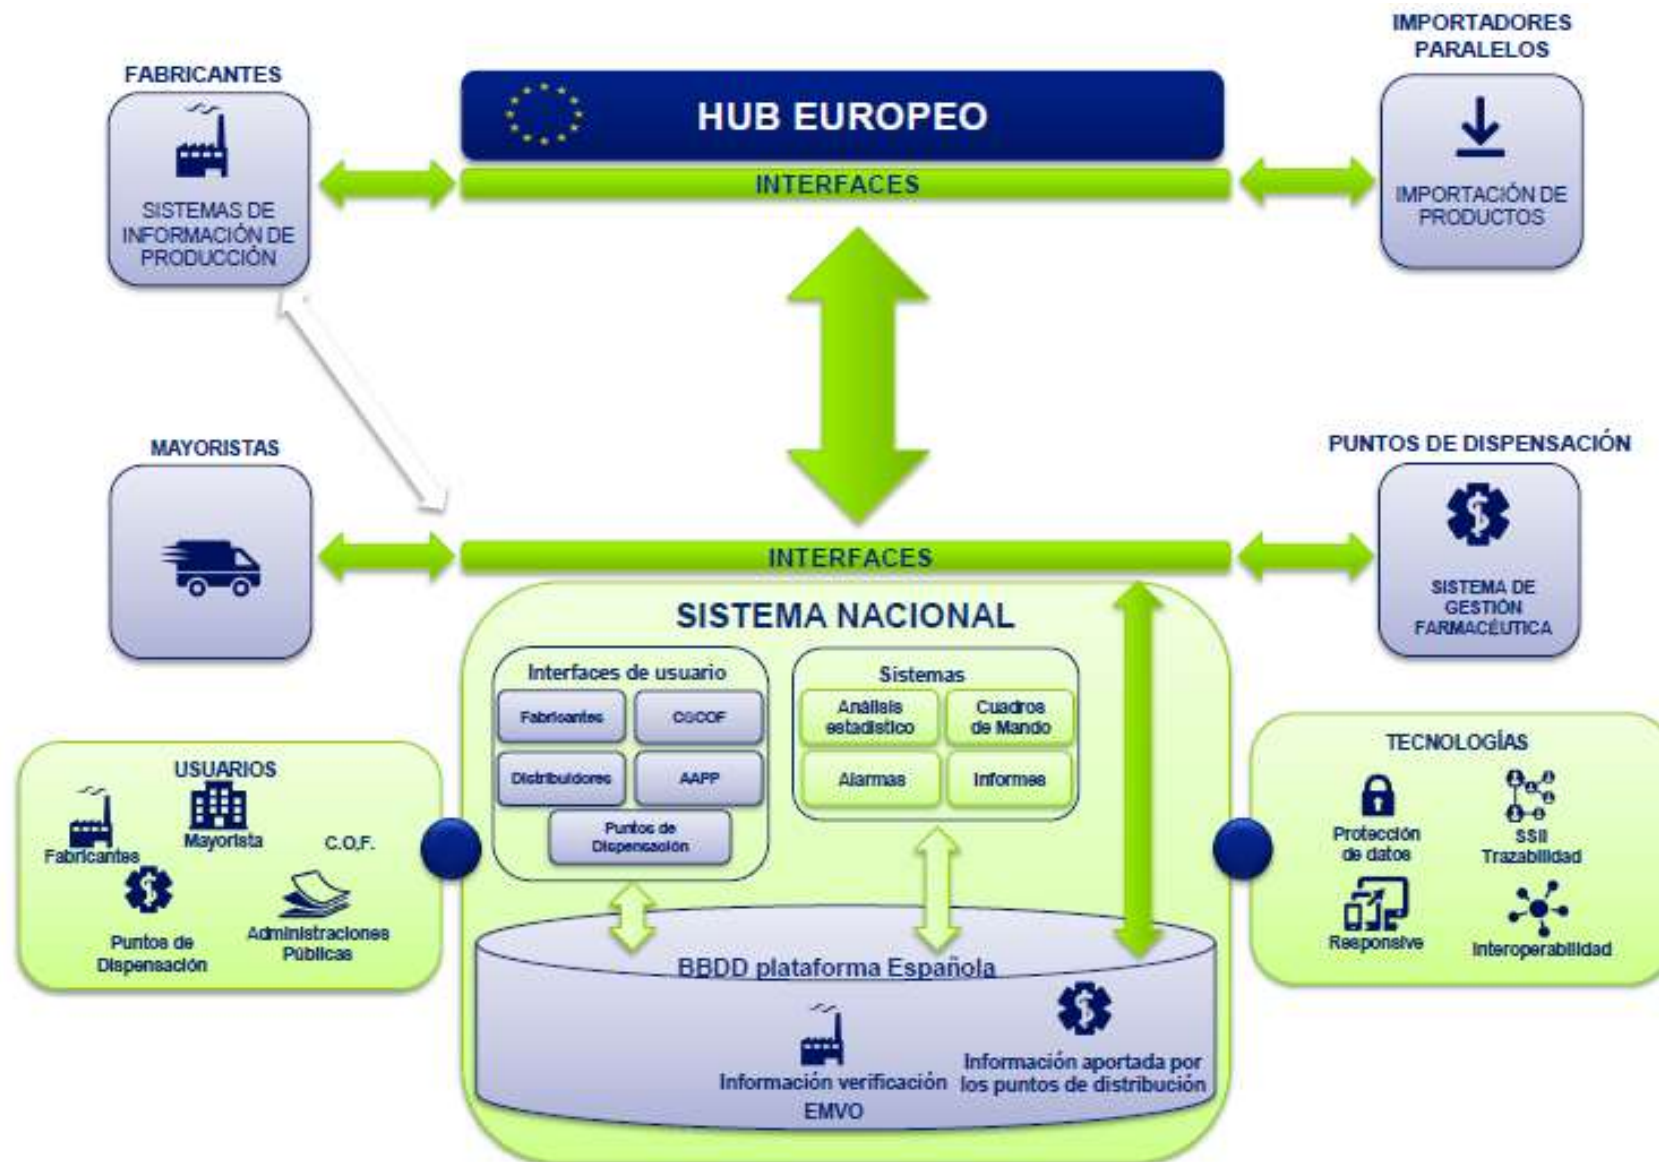 IMPORTADORES
PARALELOS
FABRICANTES
HUB EUROPEO
INTERFACES
SISTEMAS DE
INFORMACIÓN DE
PRODUCCIÓN
IMPORTACIÓN DE
PRODUCTOS
MAYORISTAS
PUNTOS DE DISPENSACIÓN
INTERFACES
SISTEMA DE
GESTIÓN
FARMACÉUTICA
SISTEMA NACIONAL
Interfaces de usuario
Fabricantes
CGCOF
Distribuidores
AAPP
Puntos de
Dispensación
Sistemas
Análisis
estadístico
Cuadros
de Mando
Alarmas
Informes
USUARIOS
Fabricantes
Mayorista
C.O.F.
Puntos de
Dispensación
Administraciones
Públicas
TECNOLOGÍAS
Protección
de datos
SSII
Trazabilidad
Responsive
Interoperabilidad
BBDD plataforma Española
Información verificación
EMVO
Información aportada por
los puntos de distribución